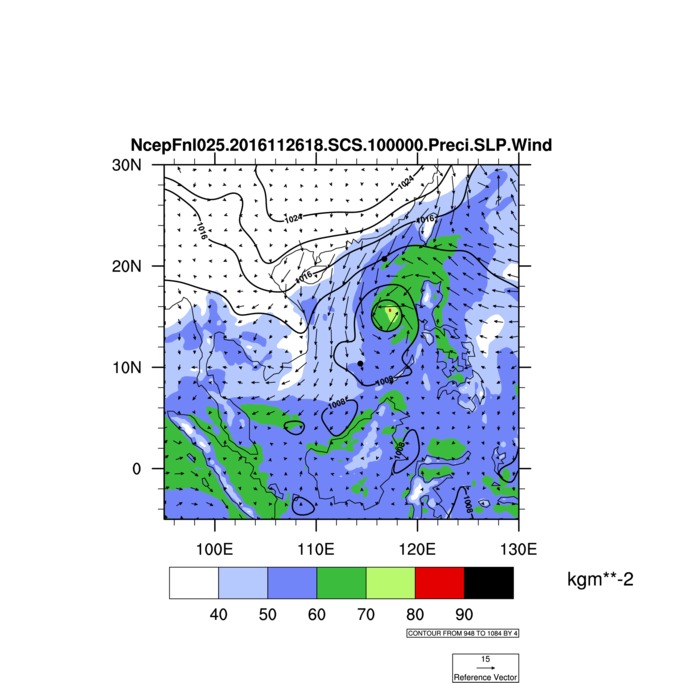 NcepFnl025.2016112618.SCS.100000.Preci.SLP.Wind
30N
20N
10N
0
100E 110E 120E 130E
1024
1024
1016
1016
1016
1008
1008
1008
1008
kgm**-2
40 50 60 70 80 90
CONTOUR FROM 948 TO 1084 BY 4
15
Reference Vector